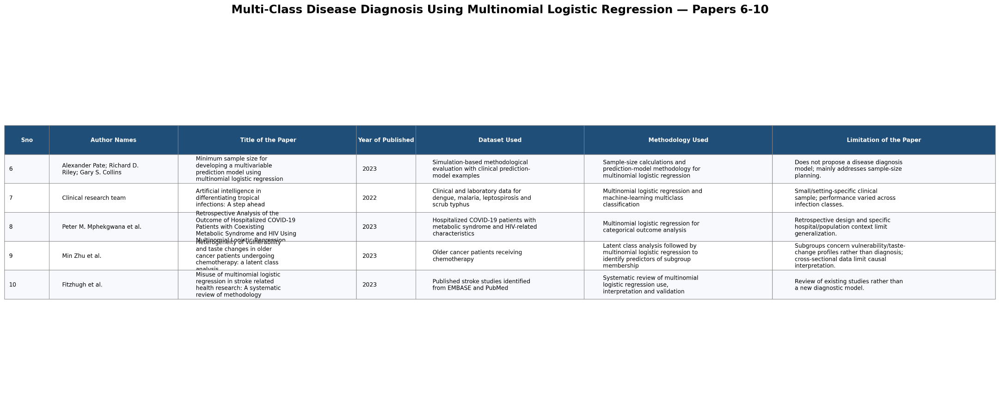 Multi-Class Disease Diagnosis Using Multinomial Logistic Regression — Papers 6-10
Sno
Author Names
Title of the Paper
Year of Published
Dataset Used
Methodology Used
Limitation of the Paper
6
Alexander Pate; Richard D.
Riley; Gary S. Collins
Minimum sample size for
developing a multivariable
prediction model using
multinomial logistic regression
2023
Simulation-based methodological
evaluation with clinical prediction-
model examples
Sample-size calculations and
prediction-model methodology for
multinomial logistic regression
Does not propose a disease diagnosis
model; mainly addresses sample-size
planning.
7
Clinical research team
Artificial intelligence in
differentiating tropical
infections: A step ahead
2022
Clinical and laboratory data for
dengue, malaria, leptospirosis and
scrub typhus
Multinomial logistic regression and
machine-learning multiclass
classification
Small/setting-specific clinical
sample; performance varied across
infection classes.
8
Peter M. Mphekgwana et al.
Retrospective Analysis of the
Outcome of Hospitalized COVID-19
Patients with Coexisting
Metabolic Syndrome and HIV Using
Multinomial Logistic Regression
2023
Hospitalized COVID-19 patients with
metabolic syndrome and HIV-related
characteristics
Multinomial logistic regression for
categorical outcome analysis
Retrospective design and specific
hospital/population context limit
generalization.
9
Min Zhu et al.
Heterogeneity of vulnerability
and taste changes in older
cancer patients undergoing
chemotherapy: a latent class
analysis
2023
Older cancer patients receiving
chemotherapy
Latent class analysis followed by
multinomial logistic regression to
identify predictors of subgroup
membership
Subgroups concern vulnerability/taste-
change profiles rather than diagnosis;
cross-sectional data limit causal
interpretation.
10
Fitzhugh et al.
Misuse of multinomial logistic
regression in stroke related
health research: A systematic
review of methodology
2023
Published stroke studies identified
from EMBASE and PubMed
Systematic review of multinomial
logistic regression use,
interpretation and validation
Review of existing studies rather than
a new diagnostic model.